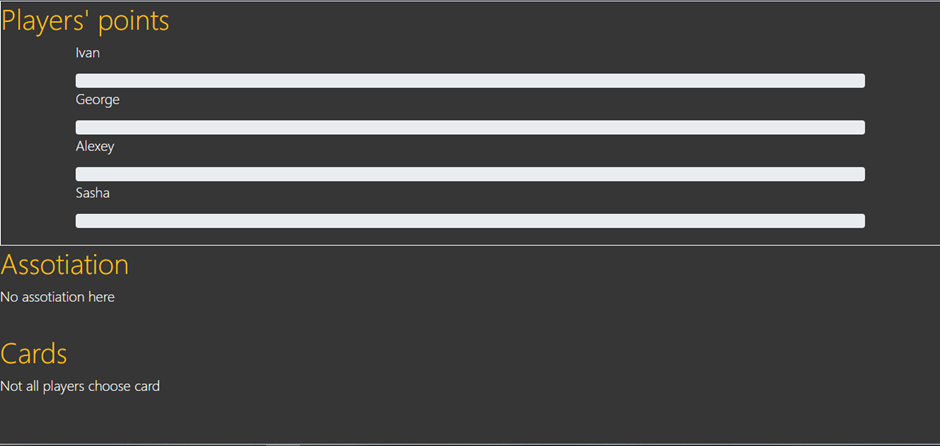 Players' points
Ivan
George
Alexey
Sasha
Assotiation
No assotiation here
Cards
Not all players choose card